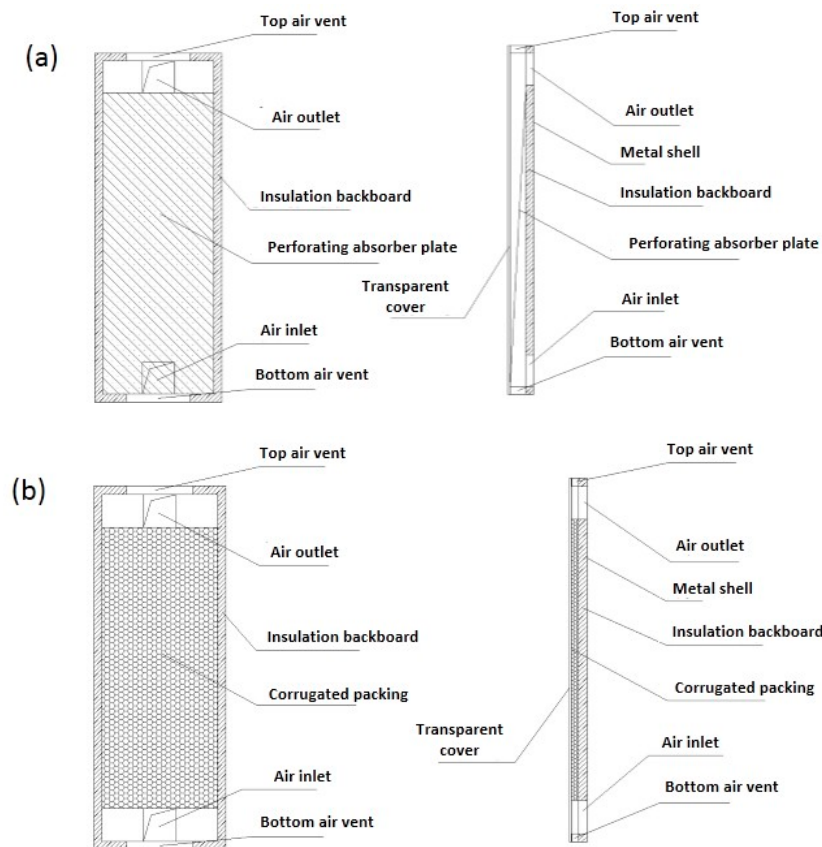 (a)
Top air vent
Air outlet
Insulation backboard
Perforating absorber plate
Air inlet
Bottom air vent
Top air vent
Air outlet
Metal shell
Insulation backboard
Perforating absorber plate
Transparent
cover
Air inlet
Bottom air vent
(b)
Top air vent
Air outlet
Insulation backboard
Corrugated packing
Air inlet
Bottom air vent
Top air vent
Air outlet
Metal shell
Insulation backboard
Corrugated packing
Transparent
cover
Air inlet
Bottom air vent